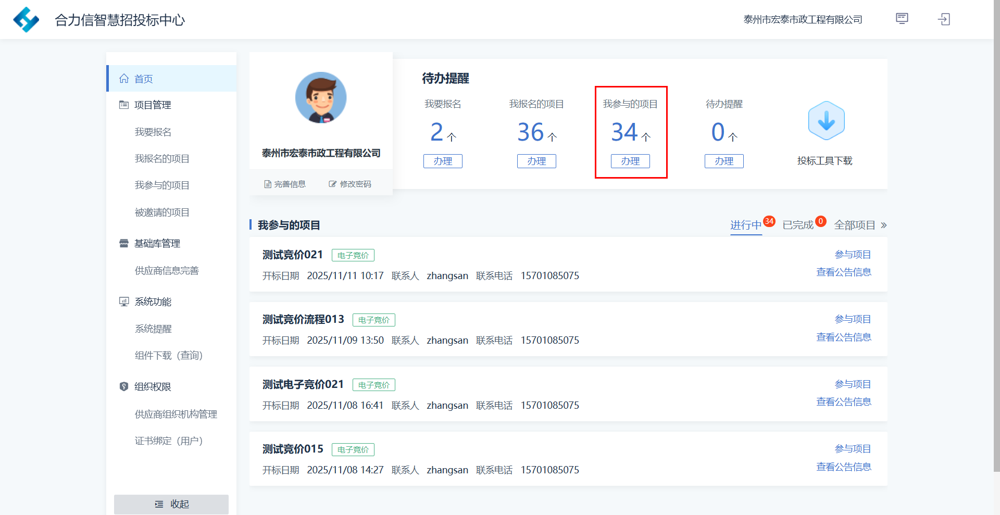 合力信智慧招投标中心
泰州市宏泰市政工程有限公司
首页
项目管理
我要报名
我报名的项目
我参与的项目
被邀请的项目
基础库管理
供应商信息完善
系统功能
系统提醒
组件下载（查询）
组织权限
供应商组织机构管理
证书绑定（用户）
收起
泰州市宏泰市政工程有限公司
完善信息 修改密码
待办提醒
我要报名 我报名的项目 我参与的项目 待办提醒
2个 36个 34个 0个
办理 办理 办理 办理
投标工具下载
我参与的项目
进行中 34 已完成 0 全部项目 »
测试竞价021 电子竞价 参与项目
开标日期 2025/11/11 10:17 联系人 zhangsan 联系电话 15701085075 查看公告信息
测试竞价流程013 电子竞价 参与项目
开标日期 2025/11/09 13:50 联系人 zhangsan 联系电话 15701085075 查看公告信息
测试电子竞价021 电子竞价 参与项目
开标日期 2025/11/08 16:41 联系人 zhangsan 联系电话 15701085075 查看公告信息
测试竞价015 电子竞价 参与项目
开标日期 2025/11/08 14:27 联系人 zhangsan 联系电话 15701085075 查看公告信息